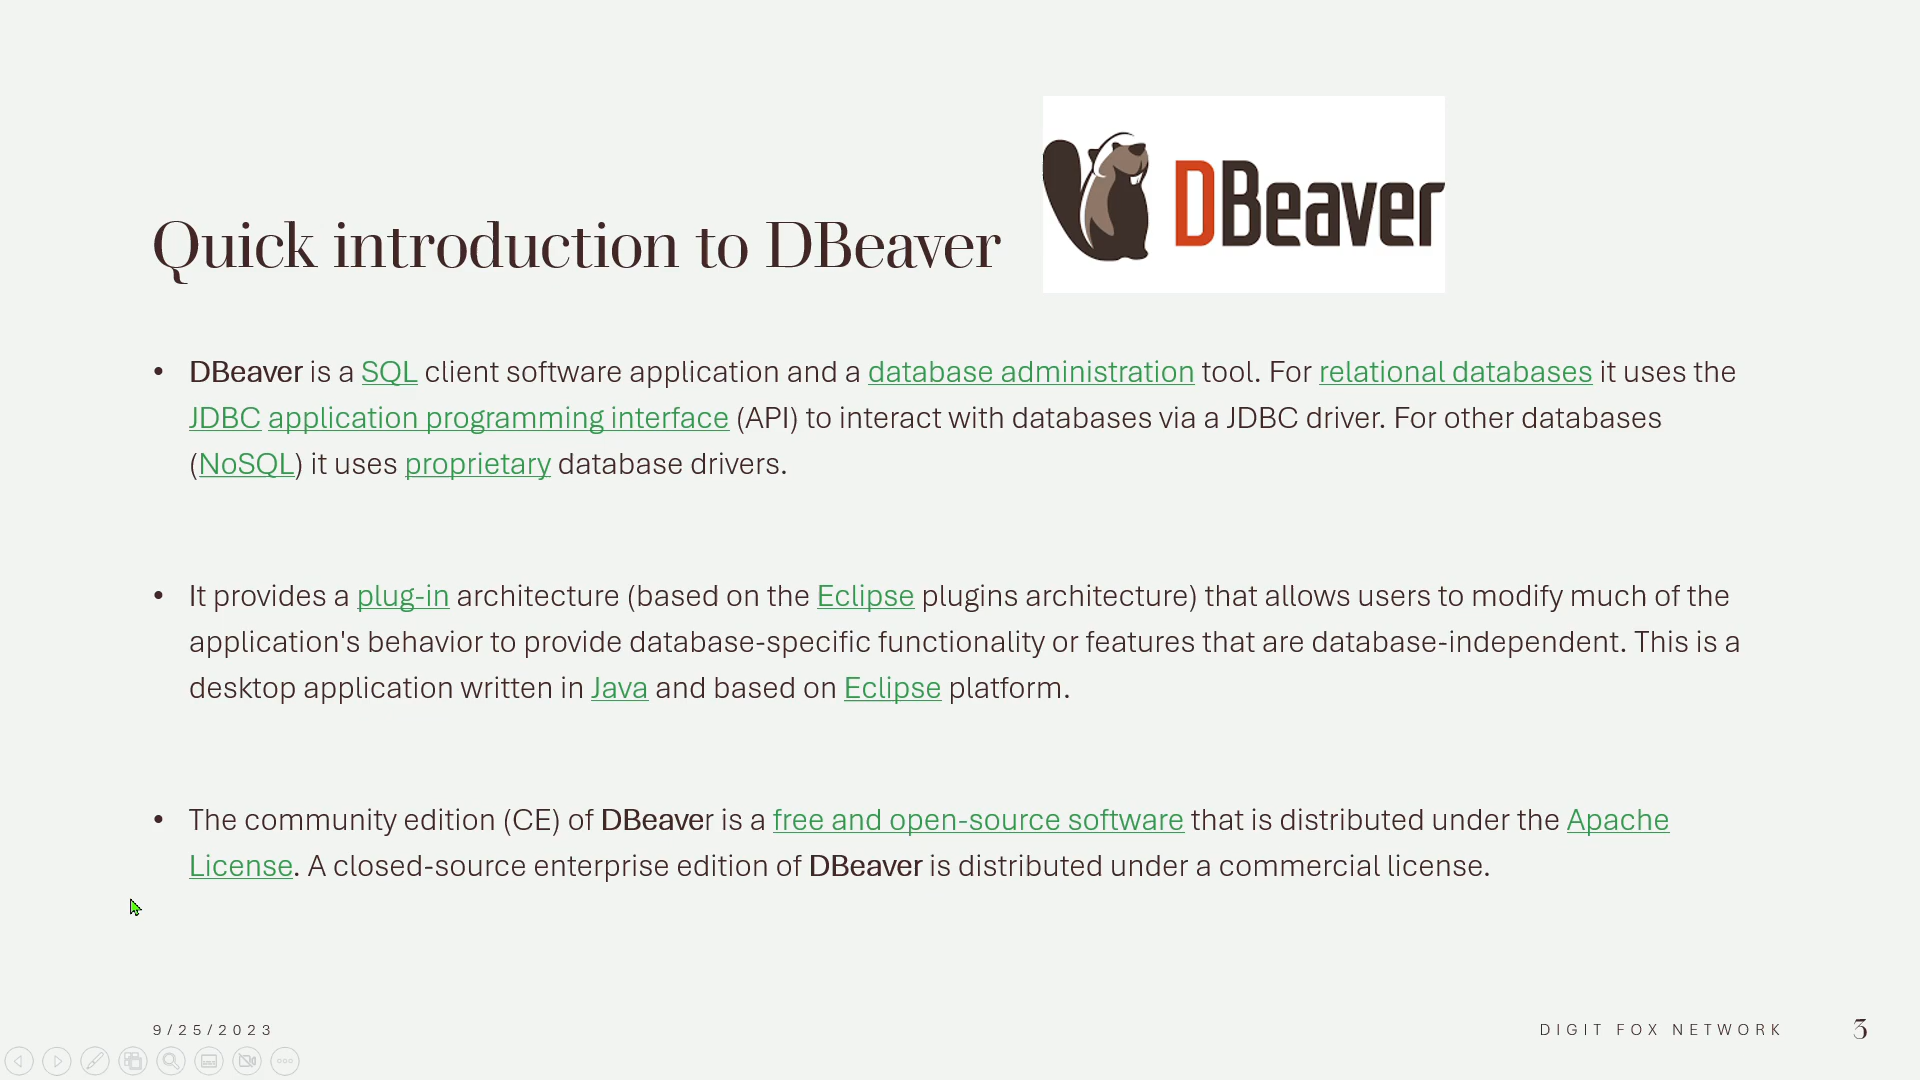 DBeaver
Quick introduction to DBeaver
• DBeaver is a SQL client software application and a database administration tool. For relational databases it uses the
JDBC application programming interface (API) to interact with databases via a JDBC driver. For other databases
(NoSQL) it uses proprietary database drivers.
• It provides a plug-in architecture (based on the Eclipse plugins architecture) that allows users to modify much of the
application's behavior to provide database-specific functionality or features that are database-independent. This is a
desktop application written in Java and based on Eclipse platform.
• The community edition (CE) of DBeaver is a free and open-source software that is distributed under the Apache
License. A closed-source enterprise edition of DBeaver is distributed under a commercial license.
9/25/2023
DIGIT FOX NETWORK
3